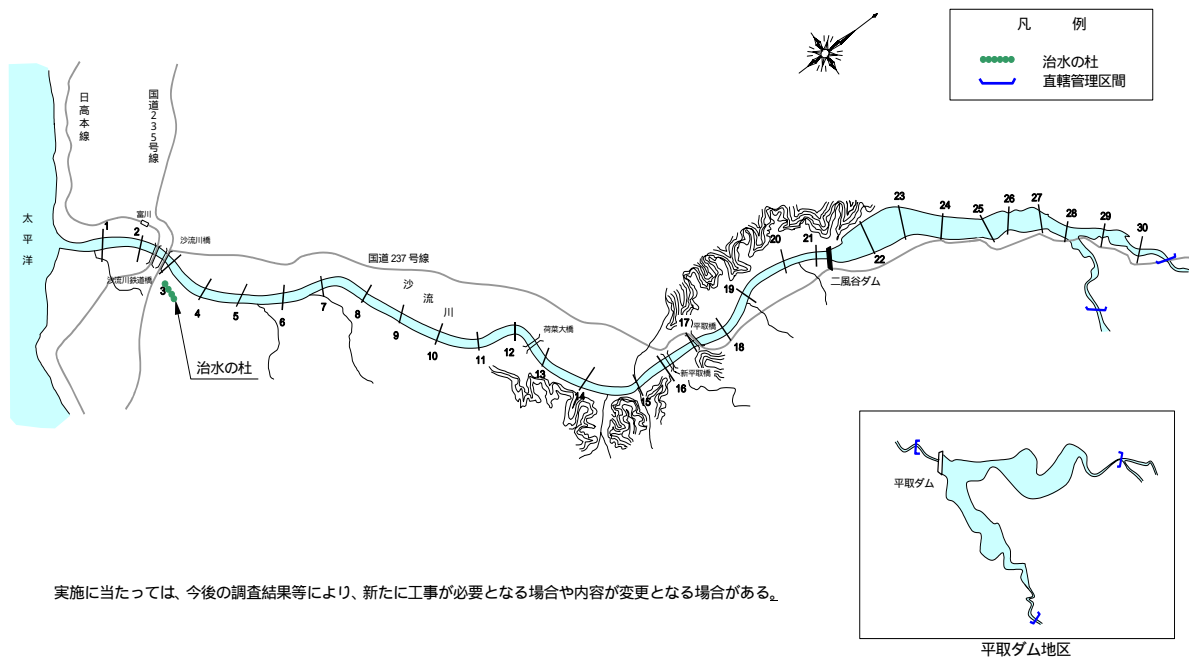 凡 例
治水の杜
直轄管理区間
日高本線
国道235号線
太平洋
富川
1
2
沙流川橋
沙流川鉄道橋
3
治水の杜
4
5
6
7
8
9
10
11
12
国道237号線
沙流川
荷菜大橋
13
14
15
16
新平取橋
17
平取橋
18
19
20
21
二風谷ダム
22
23
24
25
26
27
28
29
30
平取ダム
平取ダム地区
実施に当たっては、今後の調査結果等により、新たに工事が必要となる場合や内容が変更となる場合がある。